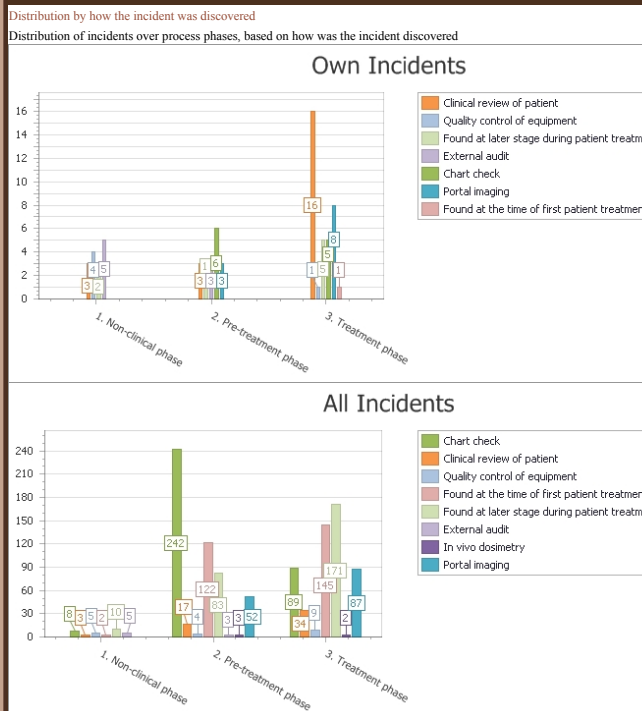 Distribution by how the incident was discovered
Distribution of incidents over process phases, based on how was the incident discovered
Own Incidents
Clinical review of patient
Quality control of equipment
Found at later stage during patient treatm
External audit
Chart check
Portal imaging
Found at the time of first patient treatmer
16
14
12
10
8
6
4
2
0
3 4 2 5
3 1 3 6 3
16 1 5 5 8 1
1. Non-clinical phase
2. Pre-treatment phase
3. Treatment phase
All Incidents
Chart check
Clinical review of patient
Quality control of equipment
Found at the time of first patient treatmer
Found at later stage during patient treatm
External audit
In vivo dosimetry
Portal imaging
240
210
180
150
120
90
60
30
0
8 3 5 2 10 5
242 17 4 122 83 3 3 52
89 34 9 145 171 2 87
1. Non-clinical phase
2. Pre-treatment phase
3. Treatment phase